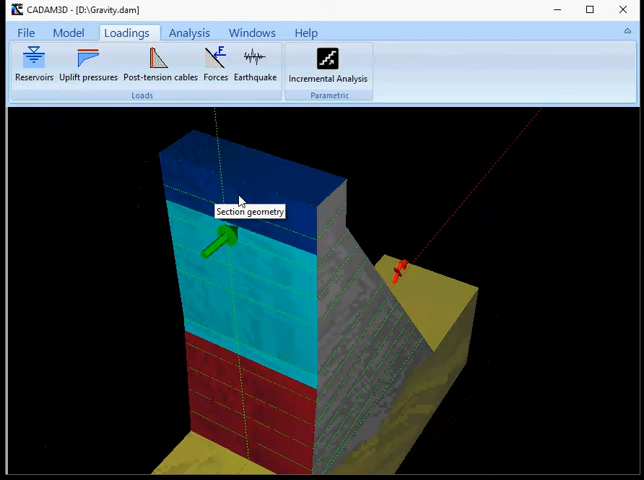 CADAM3D - [D:\Gravity.dam]
File Model Loadings Analysis Windows Help
Reservoirs Uplift pressures Post-tension cables Forces Earthquake Incremental Analysis
Loads Parametric
Section geometry